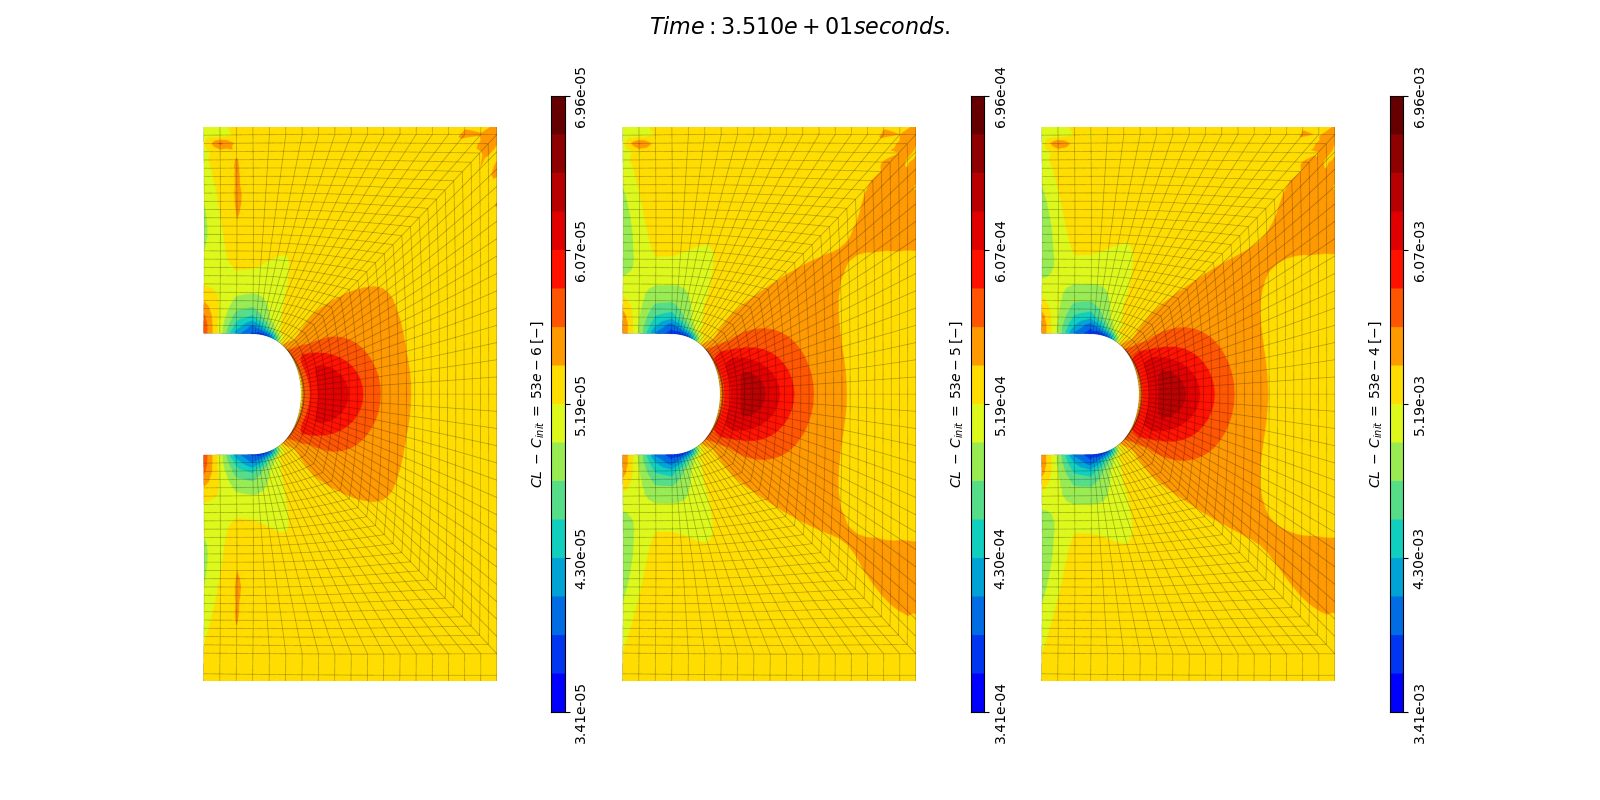 Time : 3.510e + 01seconds.
6.96e-05
6.07e-05
5.19e-05
4.30e-05
3.41e-05
CL − C_init = 53e − 6 [−]
6.96e-04
6.07e-04
5.19e-04
4.30e-04
3.41e-04
CL − C_init = 53e − 5 [−]
6.96e-03
6.07e-03
5.19e-03
4.30e-03
3.41e-03
CL − C_init = 53e − 4 [−]